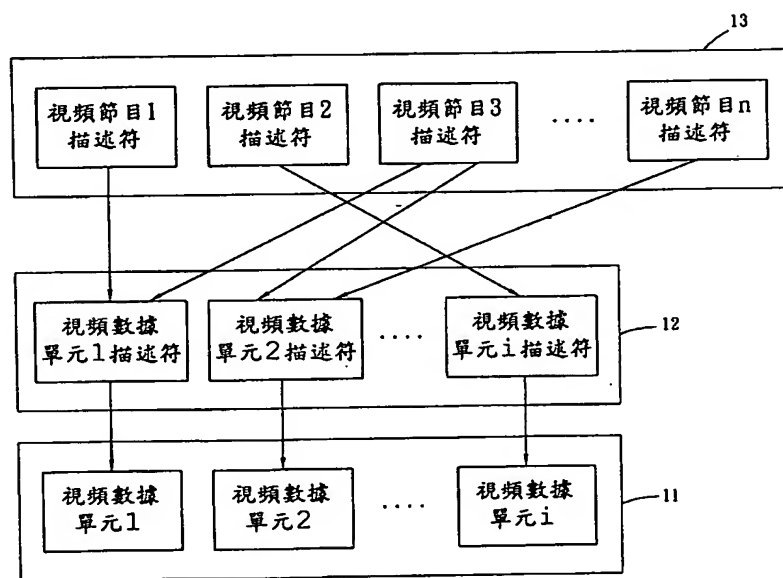 13
視頻節目1
描述符
視頻節目2
描述符
視頻節目3
描述符
....
視頻節目n
描述符
視頻數據
單元1描述符
視頻數據
單元2描述符
....
視頻數據
單元i描述符
12
視頻數據
單元1
視頻數據
單元2
....
視頻數據
單元i
11